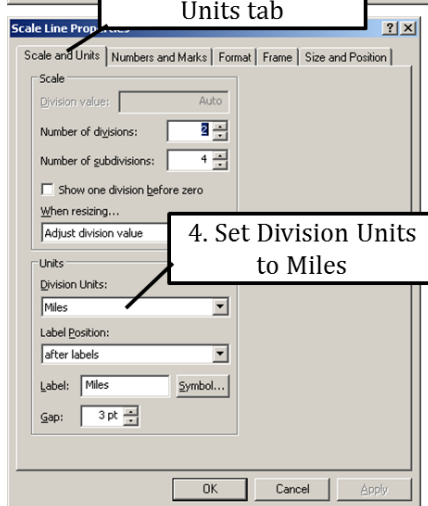 Units tab
Scale Line Properties
Scale and Units Numbers and Marks Format Frame Size and Position
Scale
Division value: Auto
Number of divisions: 2
Number of subdivisions: 4
Show one division before zero
When resizing...
Adjust division value
4. Set Division Units
to Miles
Units
Division Units:
Miles
Label Position:
after labels
Label: Miles Symbol...
Gap: 3 pt
OK Cancel Apply